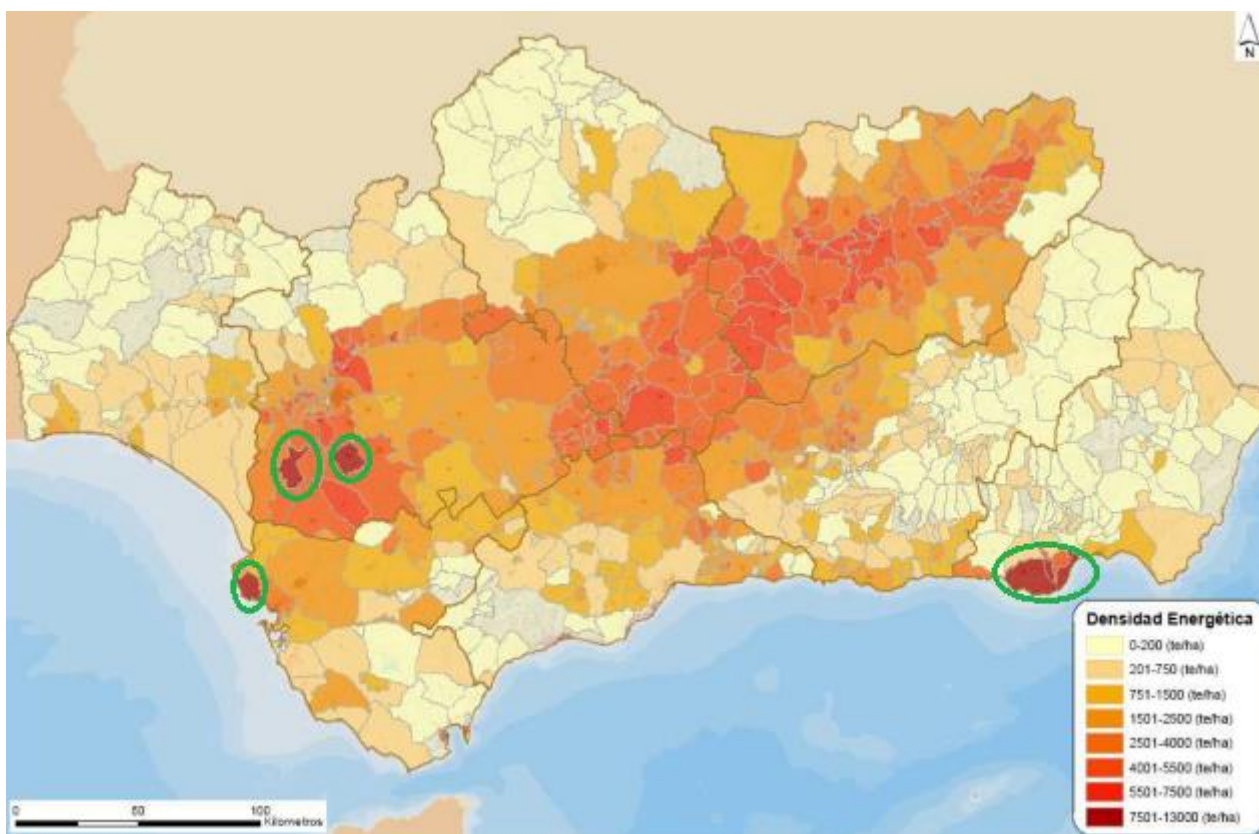 N
Densidad Energética
0-200 (te/ha)
201-750 (te/ha)
751-1500 (te/ha)
1501-2500 (te/ha)
2501-4000 (te/ha)
4001-5500 (te/ha)
5501-7500 (te/ha)
7501-13000 (te/ha)
0 50 100
Kilometros